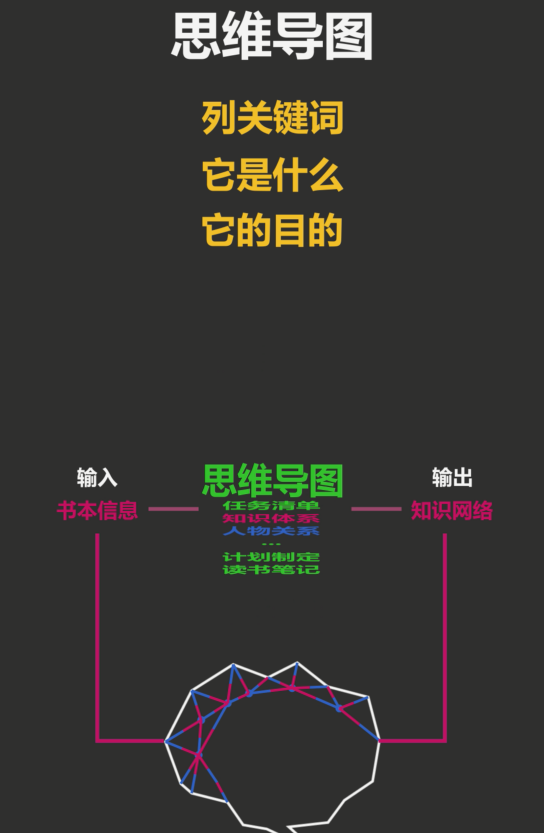 思维导图
列关键词
它是什么
它的目的
输入
思维导图
输出
书本信息
任务清单
知识体系
人物关系
...
计划制定
读书笔记
知识网络